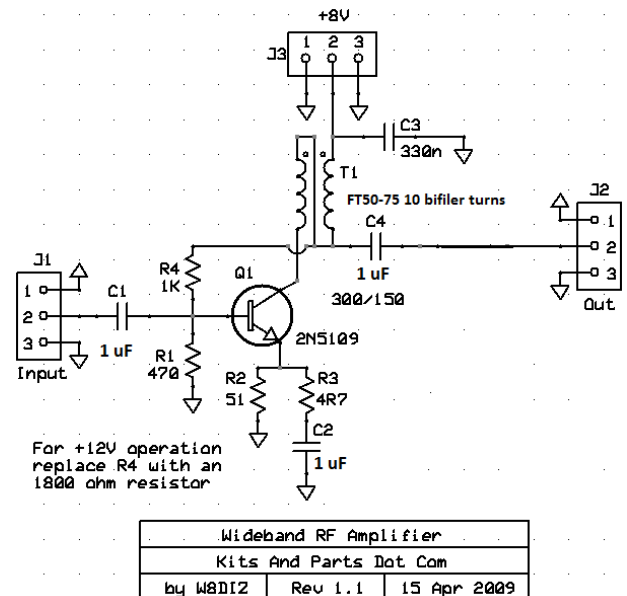 +8V
J3
1 2 3
C3
330n
T1
FT50-75 10 bifiler turns
J2
C4
1
2
3
1 uF
300/150
Out
J1
1
2
3
Input
C1
1 uF
R4
1K
Q1
2N5109
R1
470
R2
51
R3
4R7
C2
1 uF
For +12V operation
replace R4 with an
1800 ohm resistor
Wideband RF Amplifier
Kits And Parts Dot Com
by W8DIZ Rev 1.1 15 Apr 2009